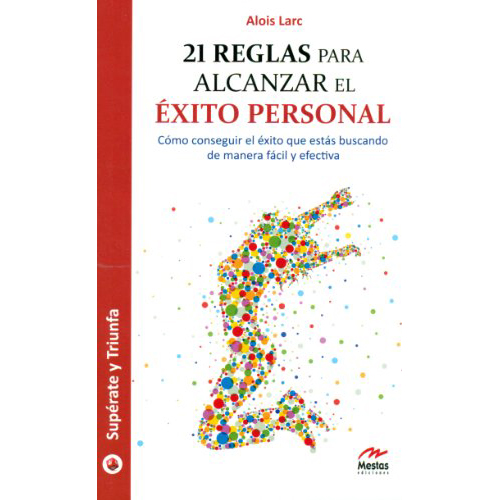 Alois Larc
21 REGLAS PARA
ALCANZAR EL
ÉXITO PERSONAL
Cómo conseguir el éxito que estás buscando
de manera fácil y efectiva
Supérate y Triunfa
Mestas
ediciones